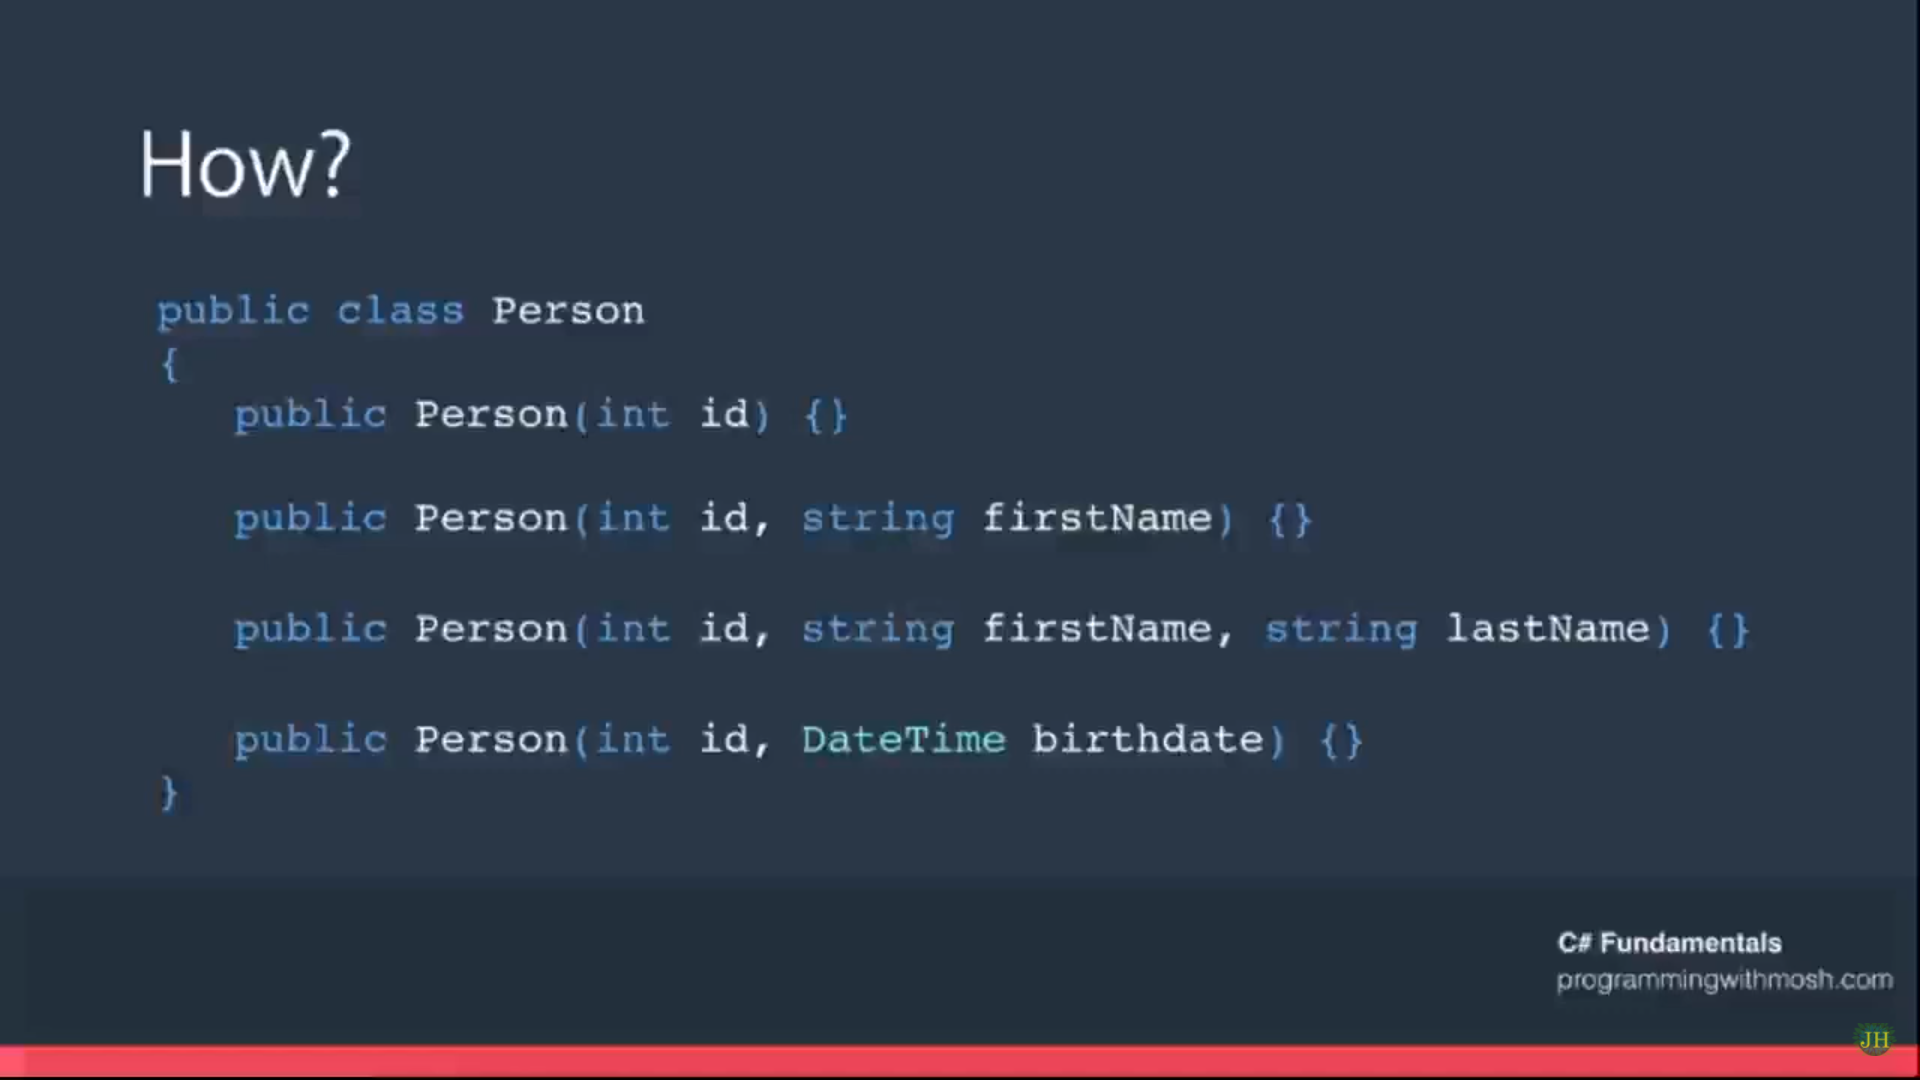 How?
public class Person
{
public Person(int id) {}
public Person(int id, string firstName) {}
public Person(int id, string firstName, string lastName) {}
public Person(int id, DateTime birthdate) {}
}
C# Fundamentals
programmingwithmosh.com
JH